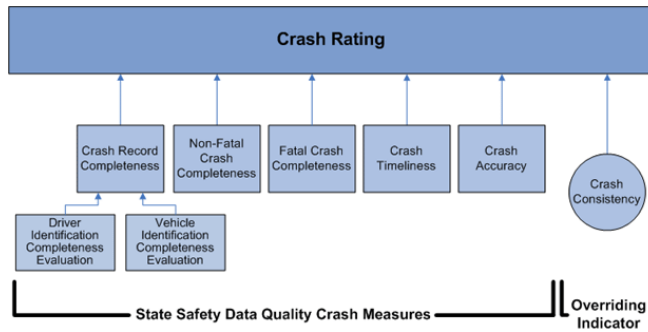 Crash Rating
Crash Record
Completeness
Non-Fatal
Crash
Completeness
Fatal Crash
Completeness
Crash
Timeliness
Crash
Accuracy
Crash
Consistency
Driver
Identification
Completeness
Evaluation
Vehicle
Identification
Completeness
Evaluation
State Safety Data Quality Crash Measures
Overriding
Indicator